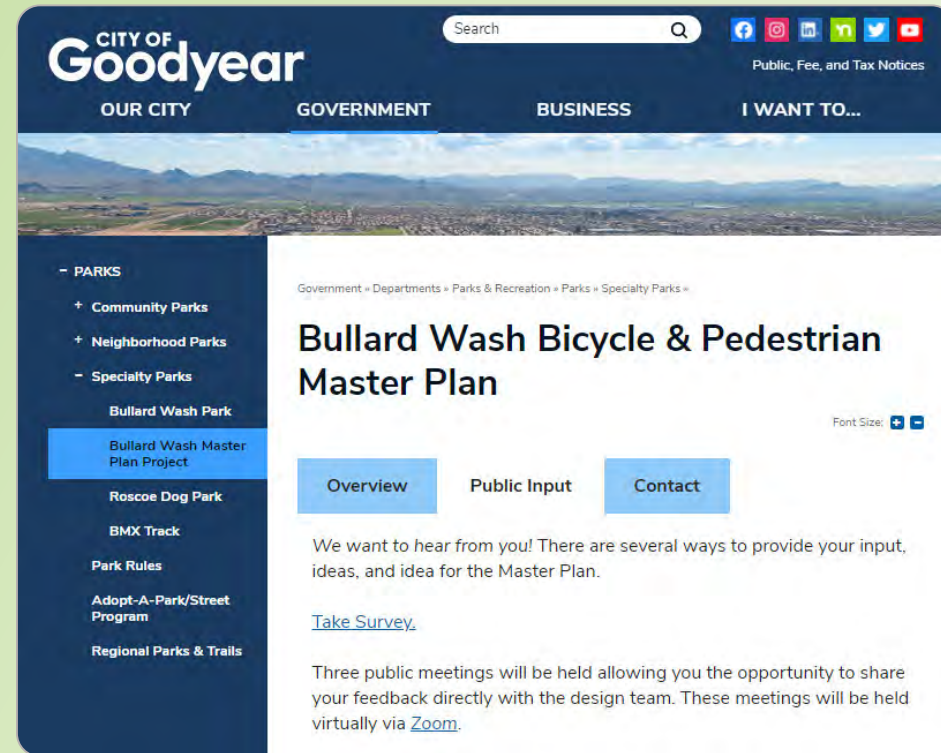 CITY OF
Goodyear
Search
Public, Fee, and Tax Notices
OUR CITY
GOVERNMENT
BUSINESS
I WANT TO...
- PARKS
+ Community Parks
+ Neighborhood Parks
- Specialty Parks
Bullard Wash Park
Bullard Wash Master
Plan Project
Roscoe Dog Park
BMX Track
Park Rules
Adopt-A-Park/Street
Program
Regional Parks & Trails
Government » Departments » Parks & Recreation » Parks » Specialty Parks »
Bullard Wash Bicycle & Pedestrian
Master Plan
Font Size: + -
Overview
Public Input
Contact
We want to hear from you! There are several ways to provide your input,
ideas, and idea for the Master Plan.
Take Survey.
Three public meetings will be held allowing you the opportunity to share
your feedback directly with the design team. These meetings will be held
virtually via Zoom.